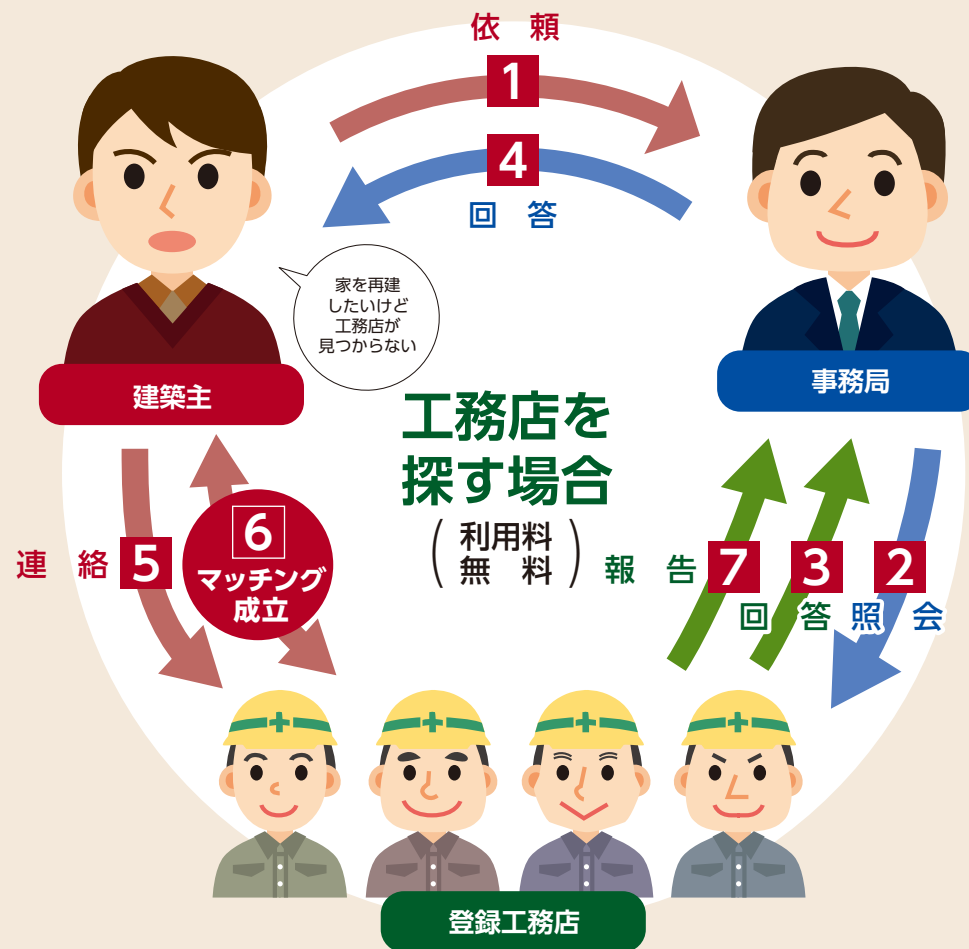 依 頼
1
4
回 答
家を再建
したいけど
工務店が
見つからない
建築主
事務局
工務店を
探す場合
(利用料
無 料)
連 絡 5
6
マッチング
成立
報 告 7
3
回 答
2
照 会
登録工務店